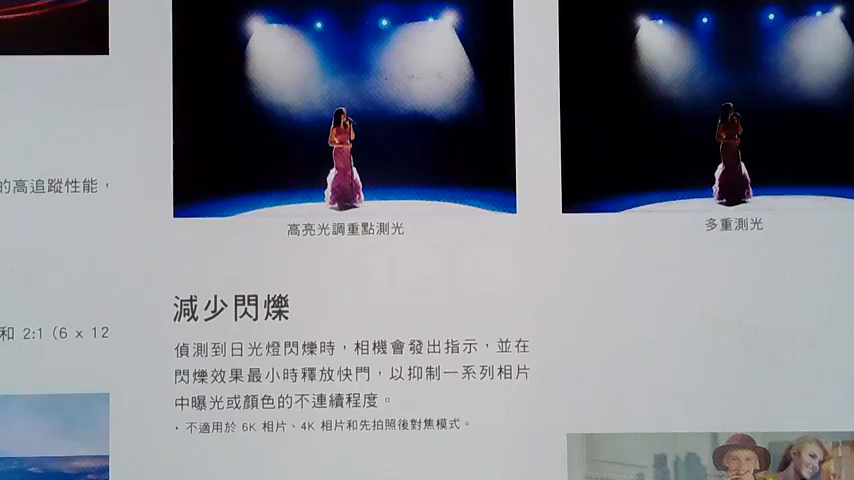 的高追蹤性能，
和 2:1 (6 x 12
高亮光調重點測光
多重測光
減少閃爍
偵測到日光燈閃爍時，相機會發出指示，並在
閃爍效果最小時釋放快門，以抑制一系列相片
中曝光或顏色的不連續程度。
· 不適用於 6K 相片、4K 相片和先拍照後對焦模式。